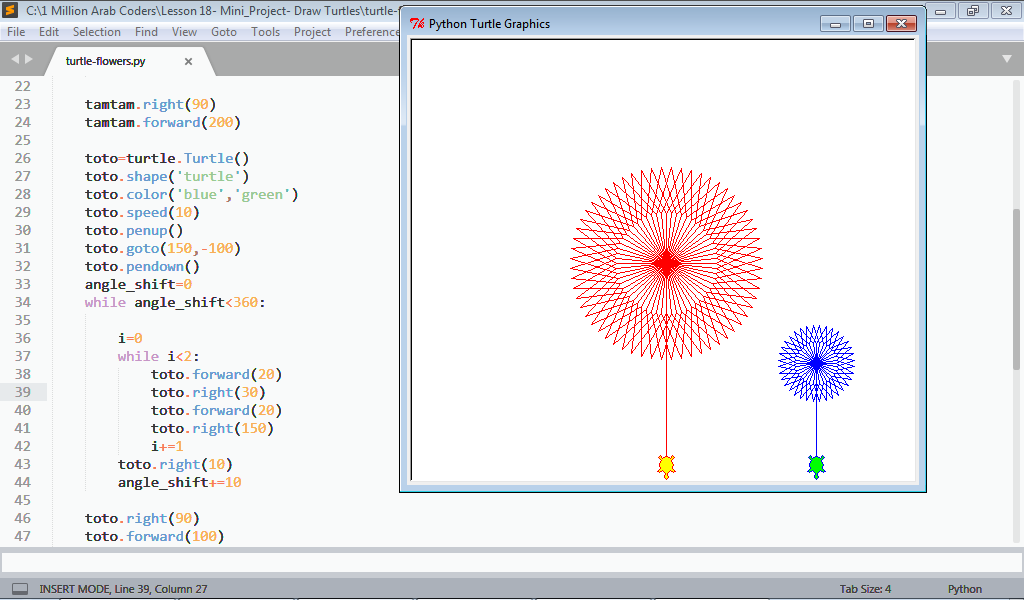 C:\1 Million Arab Coders\Lesson 18- Mini_Project- Draw Turtles\turtle-
Python Turtle Graphics
File Edit Selection Find View Goto Tools Project Preference
turtle-flowers.py
22
23 tamtam.right(90)
24 tamtam.forward(200)
25
26 toto=turtle.Turtle()
27 toto.shape('turtle')
28 toto.color('blue','green')
29 toto.speed(10)
30 toto.penup()
31 toto.goto(150,-100)
32 toto.pendown()
33 angle_shift=0
34 while angle_shift<360:
35
36 i=0
37 while i<2:
38 toto.forward(20)
39 toto.right(30)
40 toto.forward(20)
41 toto.right(150)
42 i+=1
43 toto.right(10)
44 angle_shift+=10
45
46 toto.right(90)
47 toto.forward(100)
INSERT MODE, Line 39, Column 27 Tab Size: 4 Python